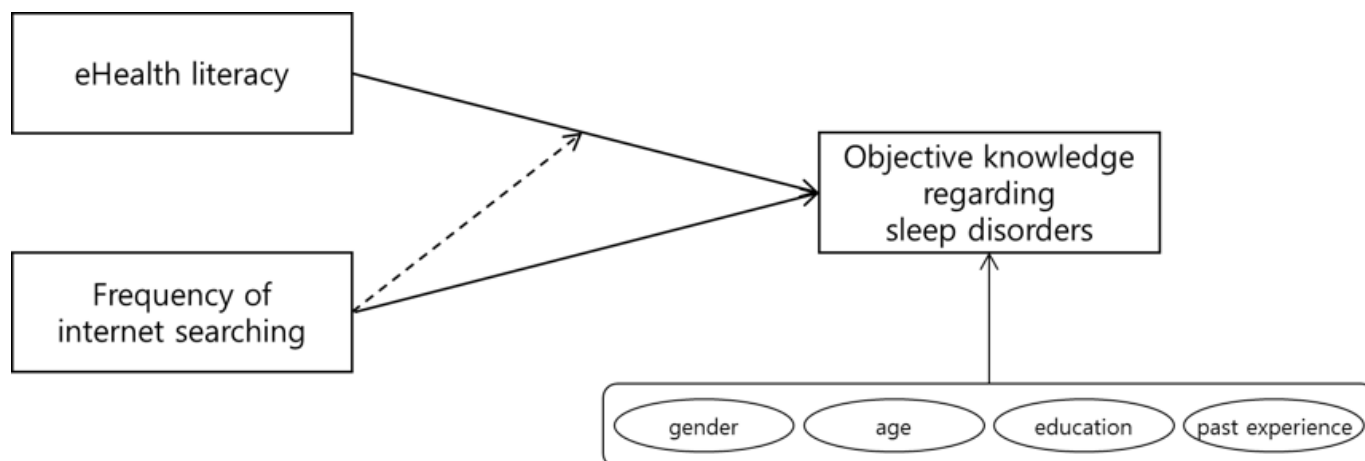 eHealth literacy
Objective knowledge
regarding
sleep disorders
Frequency of
internet searching
gender
age
education
past experience